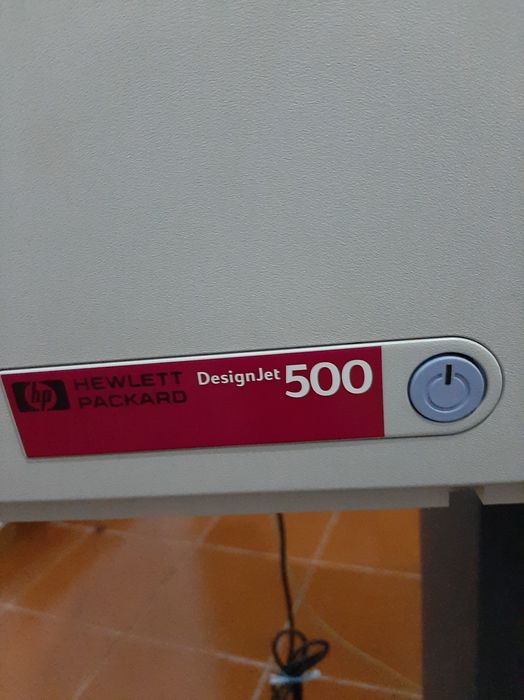 hp HEWLETT
PACKARD
DesignJet 500